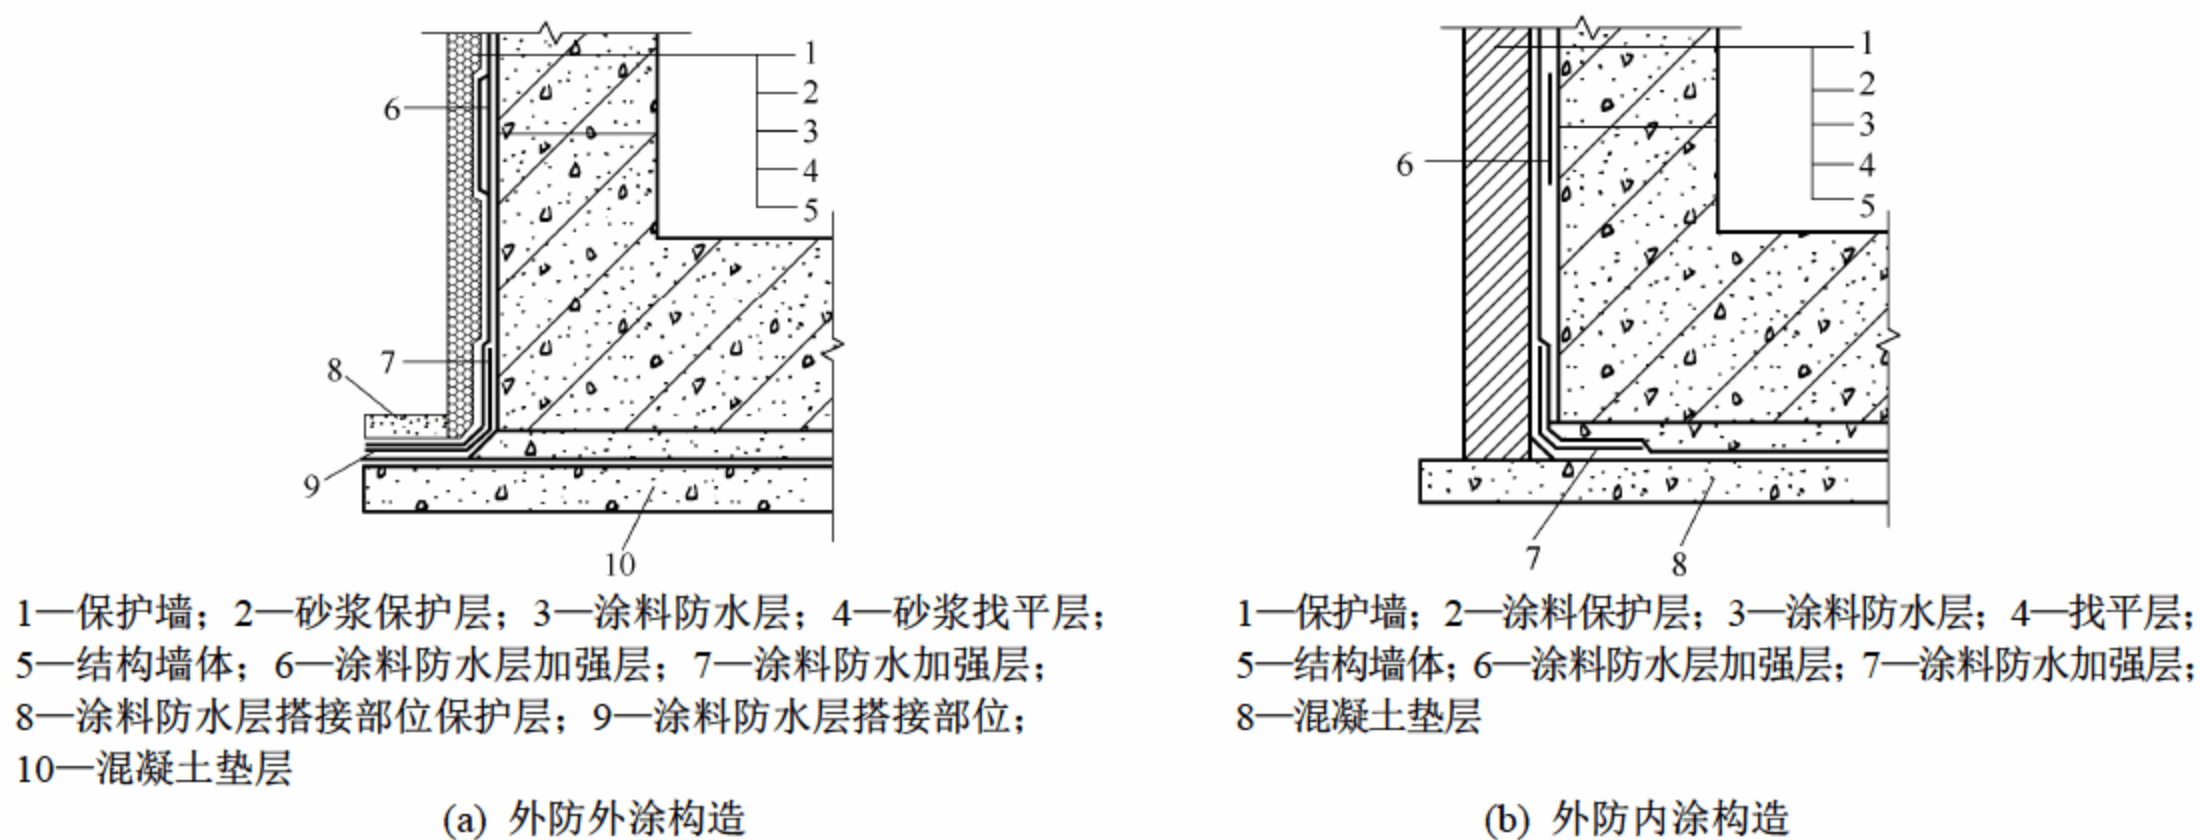 1
2
3
4
5
6
7
8
9
10
1—保护墙；2—砂浆保护层；3—涂料防水层；4—砂浆找平层；
5—结构墙体；6—涂料防水层加强层；7—涂料防水加强层；
8—涂料防水层搭接部位保护层；9—涂料防水层搭接部位；
10—混凝土垫层
(a) 外防外涂构造
1
2
3
4
5
6
7
8
1—保护墙；2—涂料保护层；3—涂料防水层；4—找平层；
5—结构墙体；6—涂料防水层加强层；7—涂料防水加强层；
8—混凝土垫层
(b) 外防内涂构造